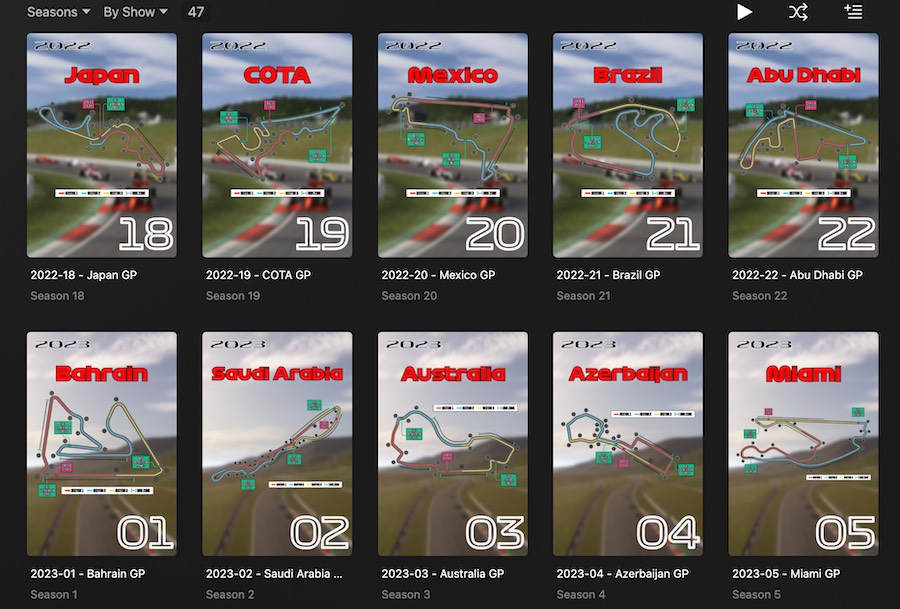 Seasons By Show 47
2022 2022 2022 2022 2022
Japan COTA Mexico Brazil Abu Dhabi
18 19 20 21 22
2022-18 - Japan GP 2022-19 - COTA GP 2022-20 - Mexico GP 2022-21 - Brazil GP 2022-22 - Abu Dhabi GP
Season 18 Season 19 Season 20 Season 21 Season 22
2023 2023 2023 2023 2023
Bahrain Saudi Arabia Australia Azerbaijan Miami
01 02 03 04 05
2023-01 - Bahrain GP 2023-02 - Saudi Arabia ... 2023-03 - Australia GP 2023-04 - Azerbaijan GP 2023-05 - Miami GP
Season 1 Season 2 Season 3 Season 4 Season 5